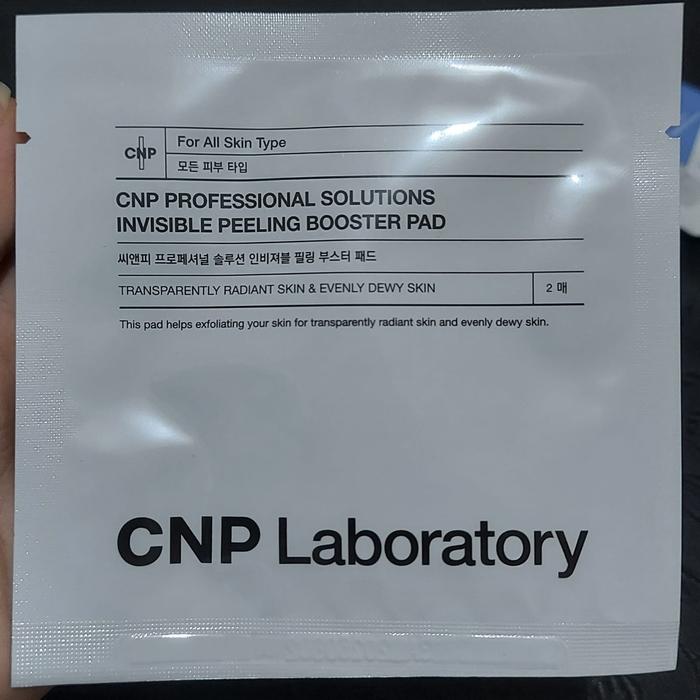 CNP
For All Skin Type
모든 피부 타입
CNP PROFESSIONAL SOLUTIONS
INVISIBLE PEELING BOOSTER PAD
씨앤피 프로페셔널 솔루션 인비져블 필링 부스터 패드
TRANSPARENTLY RADIANT SKIN & EVENLY DEWY SKIN
2 매
This pad helps exfoliating your skin for transparently radiant skin and evenly dewy skin.
CNP Laboratory